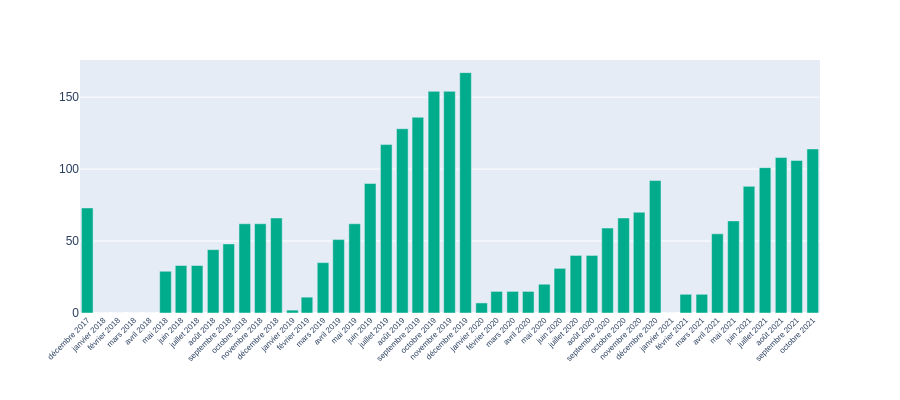 150
100
50
0
décembre 2017
janvier 2018
février 2018
mars 2018
avril 2018
mai 2018
juin 2018
juillet 2018
août 2018
septembre 2018
octobre 2018
novembre 2018
décembre 2018
janvier 2019
février 2019
mars 2019
avril 2019
mai 2019
juin 2019
juillet 2019
août 2019
septembre 2019
octobre 2019
novembre 2019
décembre 2019
janvier 2020
février 2020
mars 2020
avril 2020
mai 2020
juin 2020
juillet 2020
août 2020
septembre 2020
octobre 2020
novembre 2020
décembre 2020
janvier 2021
février 2021
mars 2021
avril 2021
mai 2021
juin 2021
juillet 2021
août 2021
septembre 2021
octobre 2021